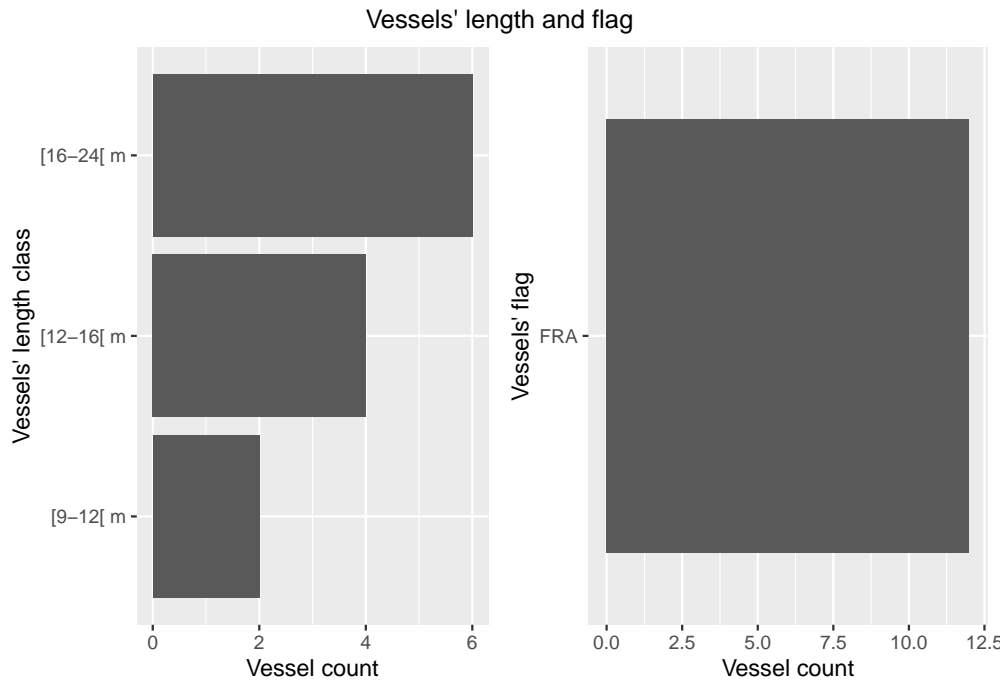 Vessels' length and flag
Vessels' length class
[16−24[ m
[12−16[ m
[9−12[ m
0 2 4 6
Vessel count
Vessels' flag
FRA
0.0 2.5 5.0 7.5 10.0 12.5
Vessel count